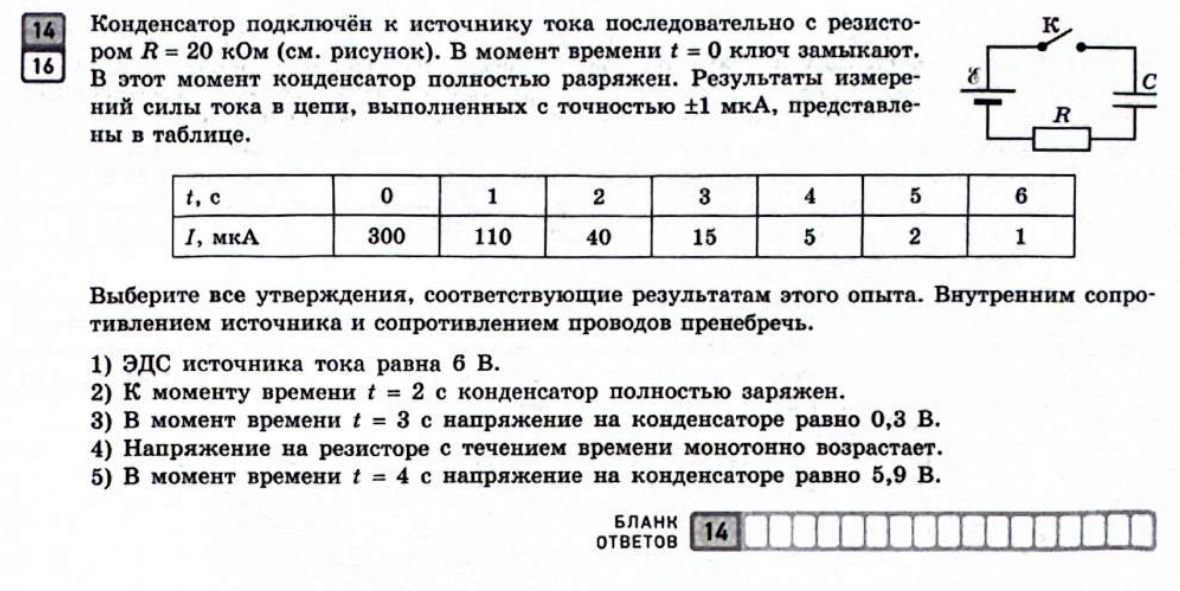 14
16
Конденсатор подключён к источнику тока последовательно с резисто-
ром R = 20 кОм (см. рисунок). В момент времени t = 0 ключ замыкают.
В этот момент конденсатор полностью разряжен. Результаты измере-
ний силы тока в цепи, выполненных с точностью ±1 мкА, представле-
ны в таблице.
К
ℰ
C
R
t, с 0 1 2 3 4 5 6
I, мкА 300 110 40 15 5 2 1
Выберите все утверждения, соответствующие результатам этого опыта. Внутренним сопро-
тивлением источника и сопротивлением проводов пренебречь.
1) ЭДС источника тока равна 6 В.
2) К моменту времени t = 2 с конденсатор полностью заряжен.
3) В момент времени t = 3 с напряжение на конденсаторе равно 0,3 В.
4) Напряжение на резисторе с течением времени монотонно возрастает.
5) В момент времени t = 4 с напряжение на конденсаторе равно 5,9 В.
БЛАНК
ОТВЕТОВ 14